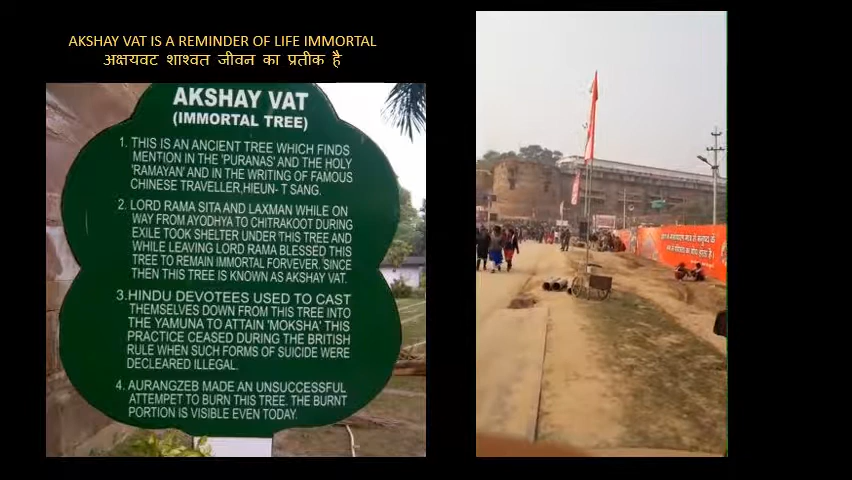 AKSHAY VAT IS A REMINDER OF LIFE IMMORTAL
अक्षयवट शाश्वत जीवन का प्रतीक है
AKSHAY VAT
(IMMORTAL TREE)
1. THIS IS AN ANCIENT TREE WHICH FINDS
MENTION IN THE 'PURANAS' AND THE HOLY
'RAMAYAN' AND IN THE WRITING OF FAMOUS
CHINESE TRAVELLER,HIEUN- T SANG.
2. LORD RAMA SITA AND LAXMAN WHILE ON
WAY FROM AYODHYA TO CHITRAKOOT DURING
EXILE TOOK SHELTER UNDER THIS TREE AND
WHILE LEAVING LORD RAMA BLESSED THIS
TREE TO REMAIN IMMORTAL FORVEVER. SINCE
THEN THIS TREE IS KNOWN AS AKSHAY VAT.
3. HINDU DEVOTEES USED TO CAST
THEMSELVES DOWN FROM THIS TREE INTO
THE YAMUNA TO ATTAIN 'MOKSHA' THIS
PRACTICE CEASED DURING THE BRITISH
RULE WHEN SUCH FORMS OF SUICIDE WERE
DECLEARED ILLEGAL.
4. AURANGZEB MADE AN UNSUCCESSFUL
ATTEMPET TO BURN THIS TREE. THE BURNT
PORTION IS VISIBLE EVEN TODAY.